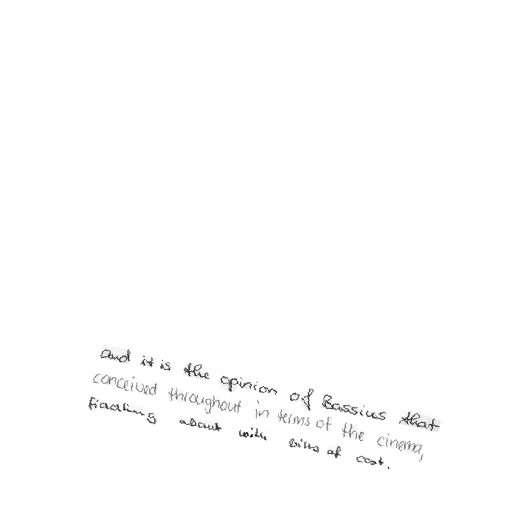 and it is the opinion of Bassius that
conceived throughout in terms of the cinema,
fiddling about with bits of cost.